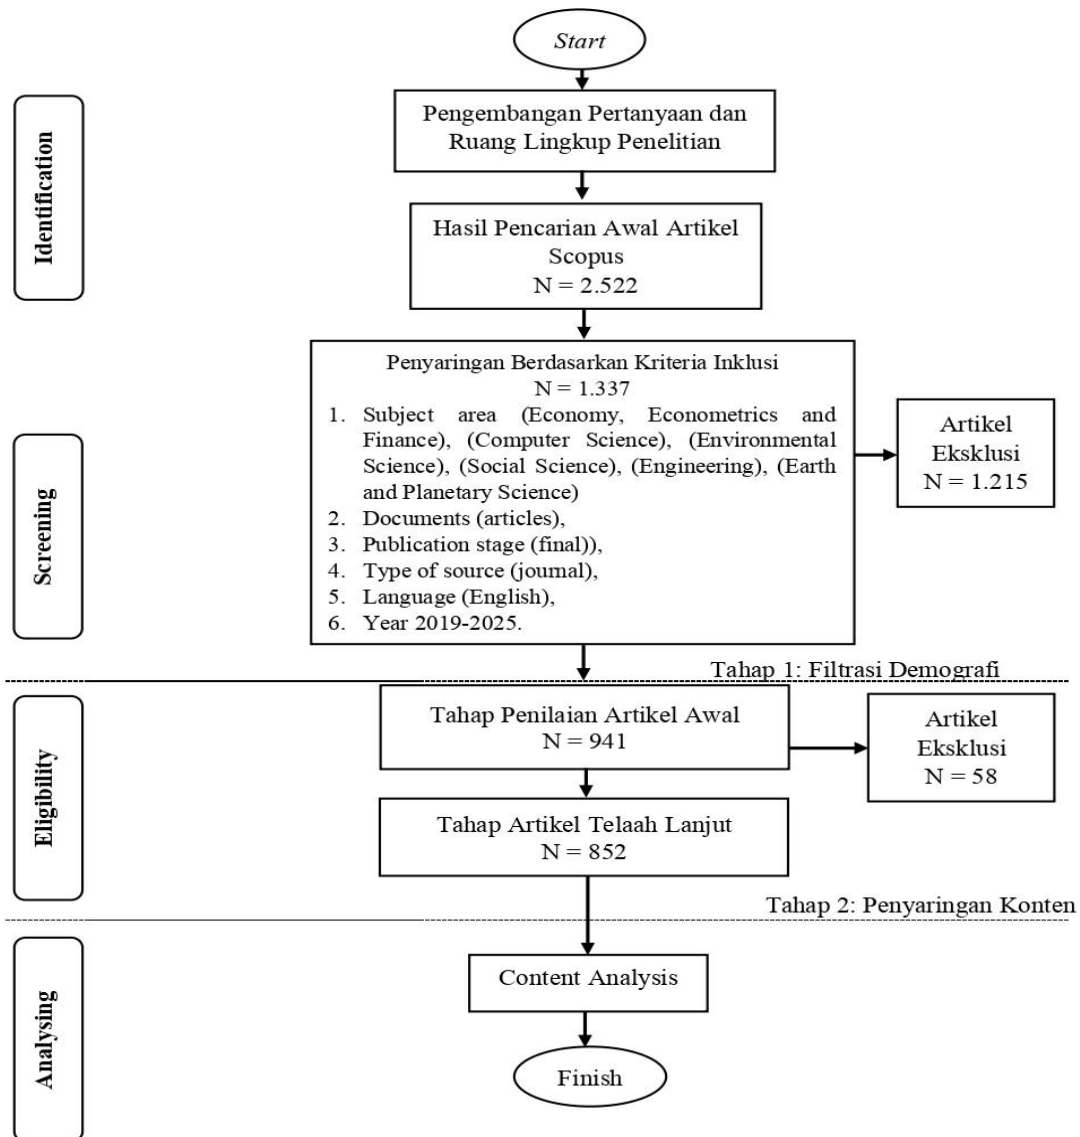 Start
Identification
Pengembangan Pertanyaan dan
Ruang Lingkup Penelitian
Hasil Pencarian Awal Artikel
Scopus
N = 2.522
Screening
Penyaringan Berdasarkan Kriteria Inklusi
N = 1.337
1. Subject area (Economy, Econometrics and
Finance), (Computer Science), (Environmental
Science), (Social Science), (Engineering), (Earth
and Planetary Science)
2. Documents (articles),
3. Publication stage (final)),
4. Type of source (journal),
5. Language (English),
6. Year 2019-2025.
Artikel
Eksklusi
N = 1.215
Tahap 1: Filtrasi Demografi
Eligibility
Tahap Penilaian Artikel Awal
N = 941
Artikel
Eksklusi
N = 58
Tahap Artikel Telaah Lanjut
N = 852
Tahap 2: Penyaringan Konten
Analysing
Content Analysis
Finish